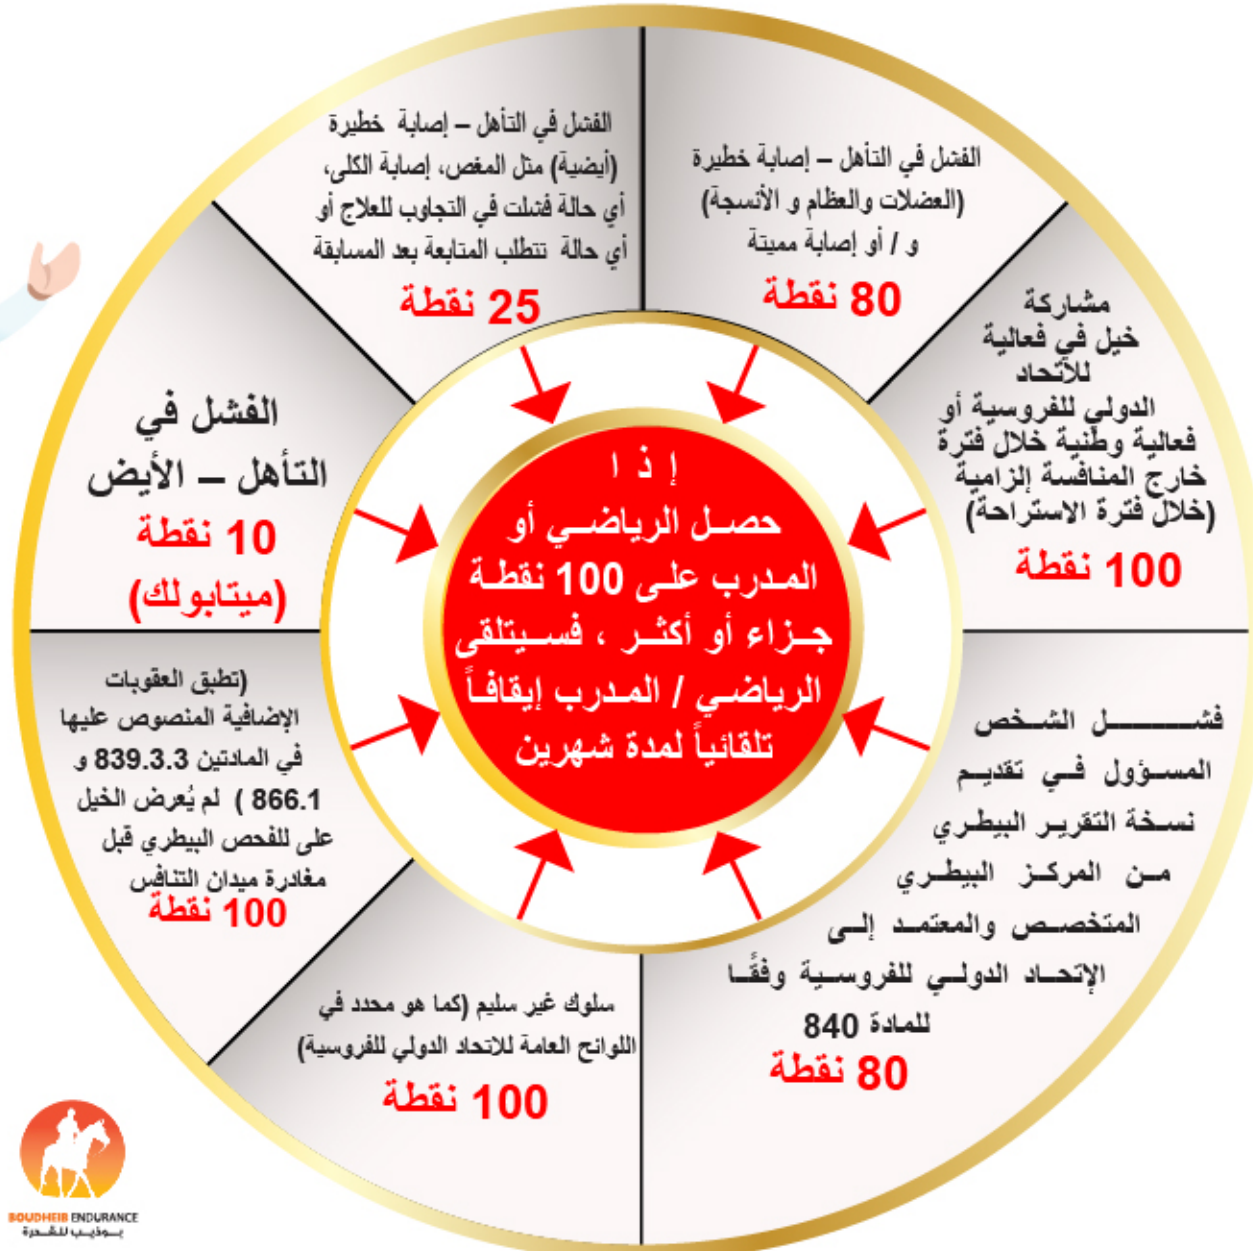 الفشل في التأهل – إصابة خطيرة
(العضلات والعظام و الأنسجة)
و / أو إصابة مميتة
80 نقطة
مشاركة
خيل في فعالية
للاتحاد
الدولي للفروسية أو
فعالية وطنية خلال فترة
خارج المنافسة إلزامية
(خلال فترة الاستراحة)
100 نقطة
فشل الشخص
المسؤول في تقديم
نسخة التقرير البيطري
من المركز البيطري
المتخصص والمعتمد إلى
الإتحاد الدولي للفروسية وفقًا
للمادة 840
80 نقطة
سلوك غير سليم (كما هو محدد في
اللوائح العامة للاتحاد الدولي للفروسية)
100 نقطة
(تطبق العقوبات
الإضافية المنصوص عليها
في المادتين 839.3.3 و
866.1 ) لم يُعرض الخيل
على للفحص البيطري قبل
مغادرة ميدان التنافس
100 نقطة
الفشل في
التأهل – الأيض
10 نقطة
(ميتابولك)
الفشل في التأهل – إصابة خطيرة
(أيضية) مثل المغص، إصابة الكلى،
أي حالة فشلت في التجاوب للعلاج أو
أي حالة تتطلب المتابعة بعد المسابقة
25 نقطة
إذا
حصل الرياضي أو
المدرب على 100 نقطة
جزاء أو أكثر ، فسيتلقى
الرياضي / المدرب إيقافاً
تلقائياً لمدة شهرين
BOUDHEIB ENDURANCE
بوذيب للقدرة